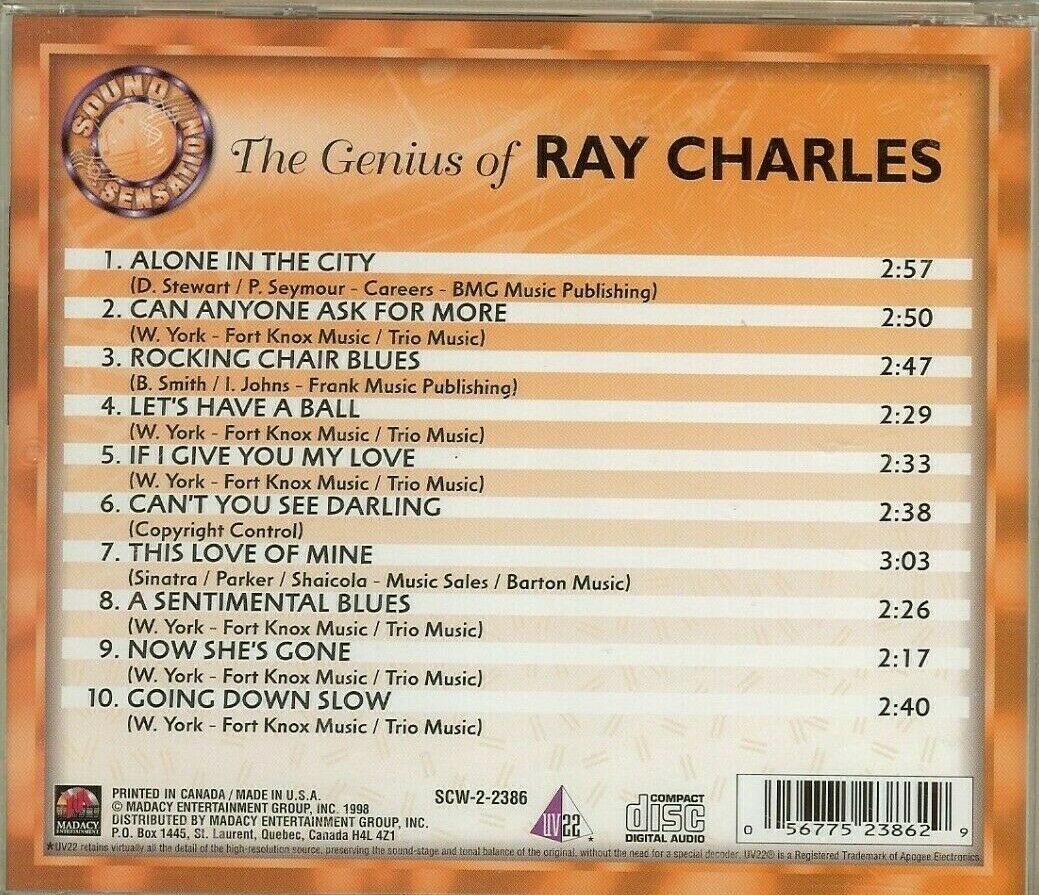 SOUND SENSATION
The Genius of RAY CHARLES
1. ALONE IN THE CITY 2:57
(D. Stewart / P. Seymour - Careers - BMG Music Publishing)
2. CAN ANYONE ASK FOR MORE 2:50
(W. York - Fort Knox Music / Trio Music)
3. ROCKING CHAIR BLUES 2:47
(B. Smith / I. Johns - Frank Music Publishing)
4. LET'S HAVE A BALL 2:29
(W. York - Fort Knox Music / Trio Music)
5. IF I GIVE YOU MY LOVE 2:33
(W. York - Fort Knox Music / Trio Music)
6. CAN'T YOU SEE DARLING 2:38
(Copyright Control)
7. THIS LOVE OF MINE 3:03
(Sinatra / Parker / Shaicola - Music Sales / Barton Music)
8. A SENTIMENTAL BLUES 2:26
(W. York - Fort Knox Music / Trio Music)
9. NOW SHE'S GONE 2:17
(W. York - Fort Knox Music / Trio Music)
10. GOING DOWN SLOW 2:40
(W. York - Fort Knox Music / Trio Music)
MADACY
ENTERTAINMENT
PRINTED IN CANADA / MADE IN U.S.A.
© MADACY ENTERTAINMENT GROUP, INC. 1998
DISTRIBUTED BY MADACY ENTERTAINMENT GROUP, INC.
P.O. Box 1445, St. Laurent, Quebec, Canada H4L 4Z1
SCW-2-2386
UV22
COMPACT
disc
DIGITAL AUDIO
0 56775 23862 9
*UV22 retains virtually all the detail of the high-resolution source, preserving the sound-stage and tonal balance of the original, without the need for a special decoder. UV22® is a Registered Trademark of Apogee Electronics